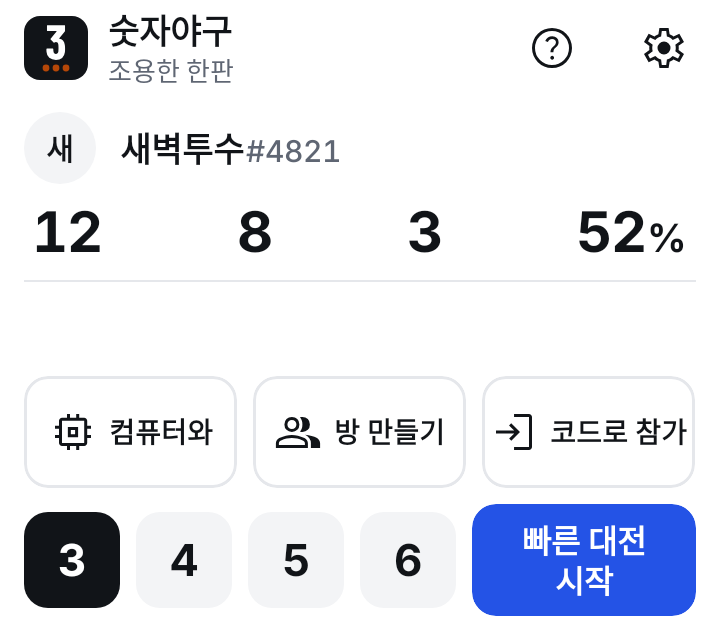 3
숫자야구
조용한 한판
새
새벽투수#4821
12 8 3 52%
컴퓨터와
방 만들기
코드로 참가
3 4 5 6
빠른 대전
시작